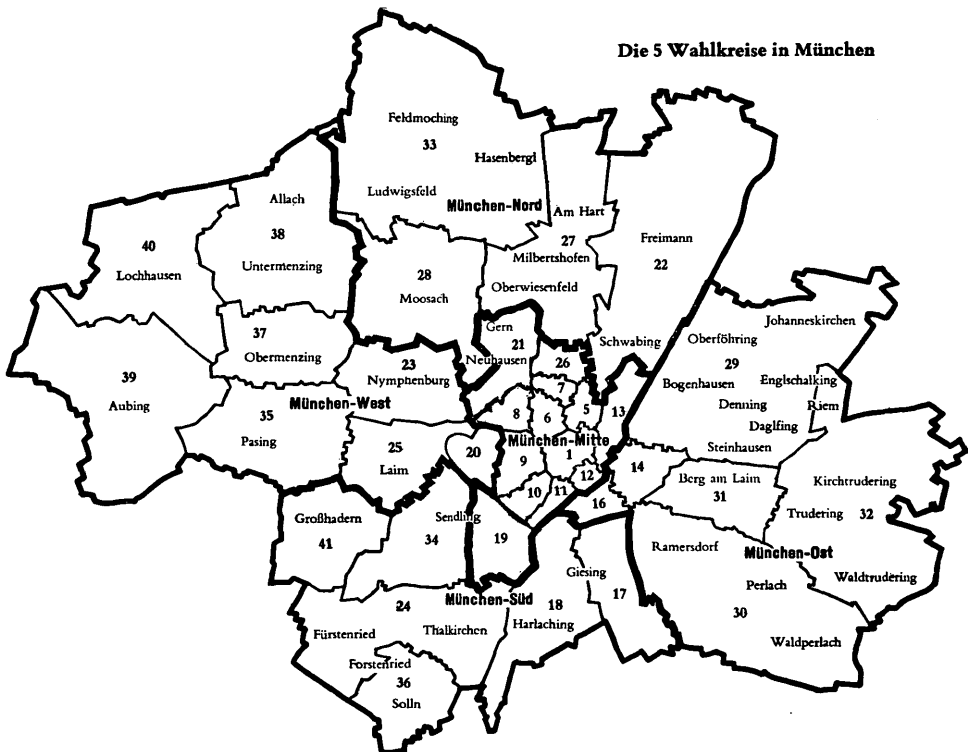 Die 5 Wahlkreise in München
Feldmoching
33
Hasenbergl
Ludwigsfeld
München-Nord
Allach
Am Hart
40
38
27
Freimann
Lochhausen
Untermenzing
28
Milbertshofen
22
Moosach
Oberwiesenfeld
Johanneskirchen
37
Gern
21
Schwabing
Oberföhring
Obermenzing
23
Neuhausen
26
29
39
Nymphenburg
7
Bogenhausen
Englschalking
Aubing
35
München-West
8
6
5
13
Denning
Riem
Pasing
25
20
München-Mitte
Daglfing
Laim
9
1
14
Steinhausen
12
Berg am Laim
Kirchtrudering
10
11
16
31
Trudering
32
Großhadern
Sendling
41
34
19
Ramersdorf
München-Ost
Giesing
Perlach
Waldtrudering
24
München-Süd
18
17
30
Fürstenried
Thalkirchen
Harlaching
Waldperlach
Forstenried
36
Solln